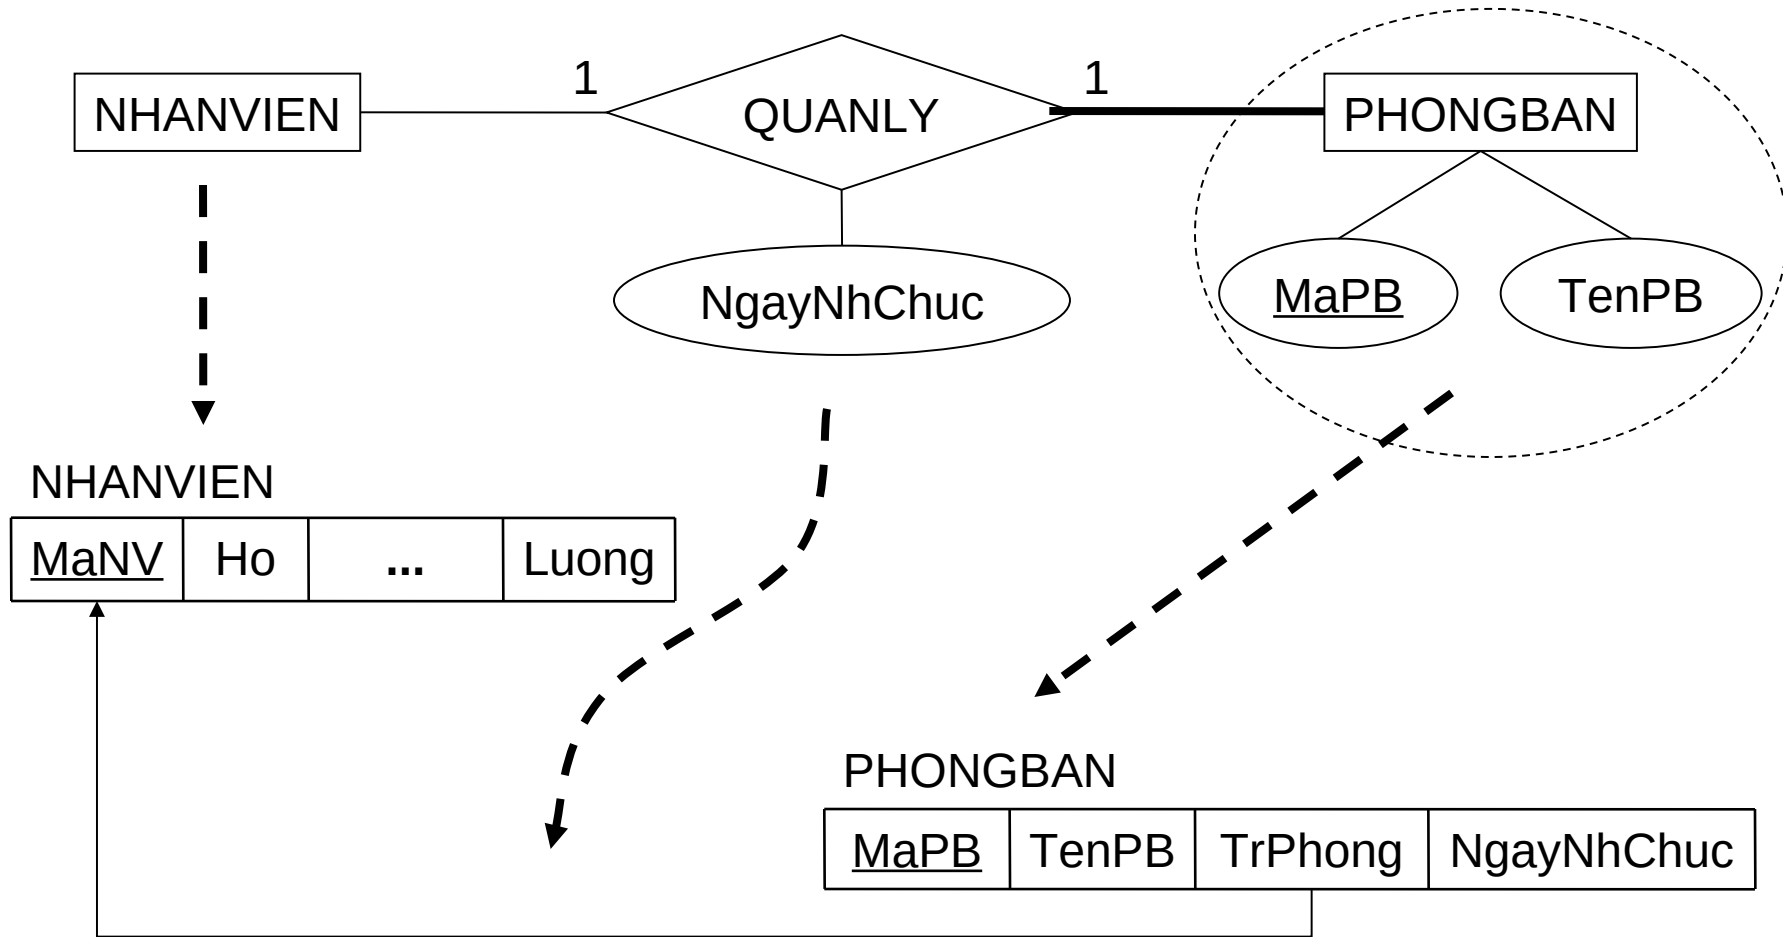 1 1
NHANVIEN QUANLY PHONGBAN
NgayNhChuc MaPB TenPB
NHANVIEN
MaNV Ho ... Luong
PHONGBAN
MaPB TenPB TrPhong NgayNhChuc